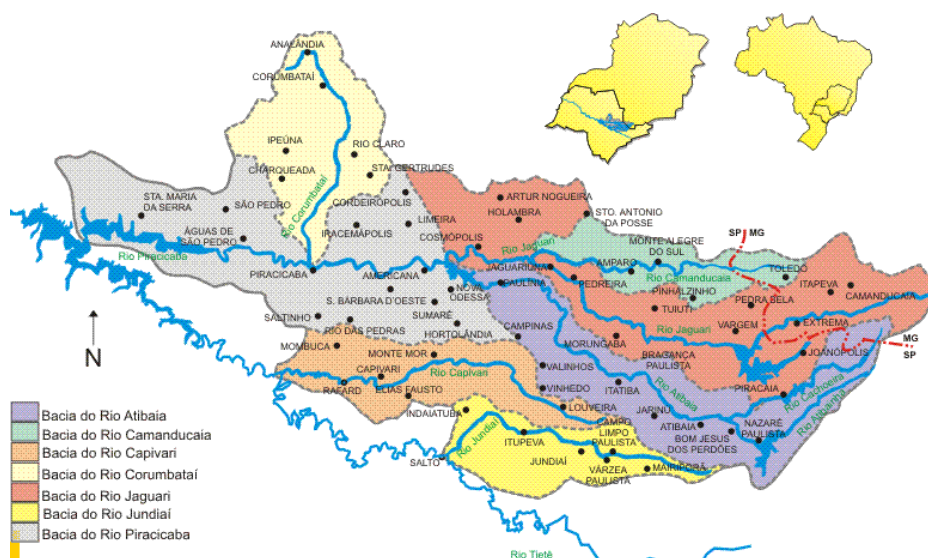 ANALÂNDIA
CORUMBATAÍ
IPEÚNA
RIO CLARO
CHARQUEADA
STA. GERTRUDES
ARTUR NOGUEIRA
STA. MARIA
DA SERRA
SÃO PEDRO
CORDEIRÓPOLIS
LIMEIRA
HOLAMBRA
STO. ANTONIO
DA POSSE
Rio Corumbataí
IRACEMÁPOLIS
ÁGUAS DE
SÃO PEDRO
COSMÓPOLIS
Rio Jaguari
MONTE ALEGRE
DO SUL
SP
MG
Rio Piracicaba
PIRACICABA
AMERICANA
JAGUARIUNA
AMPARO
Rio Camanducaia
TOLEDO
ITAPEVA
CAMANDUCAIA
PAULÍNIA
PEDREIRA
PINHALZINHO
PEDRA BELA
NOVA
ODESSA
S. BÁRBARA D'OESTE
TUIUTI
SALTINHO
SUMARÉ
Rio Jaguari
VARGEM
EXTREMA
RIO DAS PEDRAS
HORTOLÂNDIA
CAMPINAS
MORUNGABA
MG
SP
N
MOMBUCA
MONTE MOR
BRAGANÇA
PAULISTA
JOANÓPOLIS
CAPIVARI
Rio Capivari
VALINHOS
PIRACAIA
Rio Cachoeira
RAFARD
ELIAS FAUSTO
VINHEDO
ITATIBA
Rio Atibaia
Rio Atibainha
INDAIATUBA
LOUVEIRA
JARINU
ATIBAIA
NAZARÉ
PAULISTA
CAMPO
LIMPO
PAULISTA
BOM JESUS
DOS PERDÕES
Rio Jundiaí
ITUPEVA
SALTO
JUNDIAÍ
VÁRZEA
PAULISTA
MAIRIPORÃ
Bacia do Rio Atibaia
Bacia do Rio Camanducaia
Bacia do Rio Capivari
Bacia do Rio Corumbataí
Bacia do Rio Jaguari
Bacia do Rio Jundiaí
Bacia do Rio Piracicaba
Rio Tietê